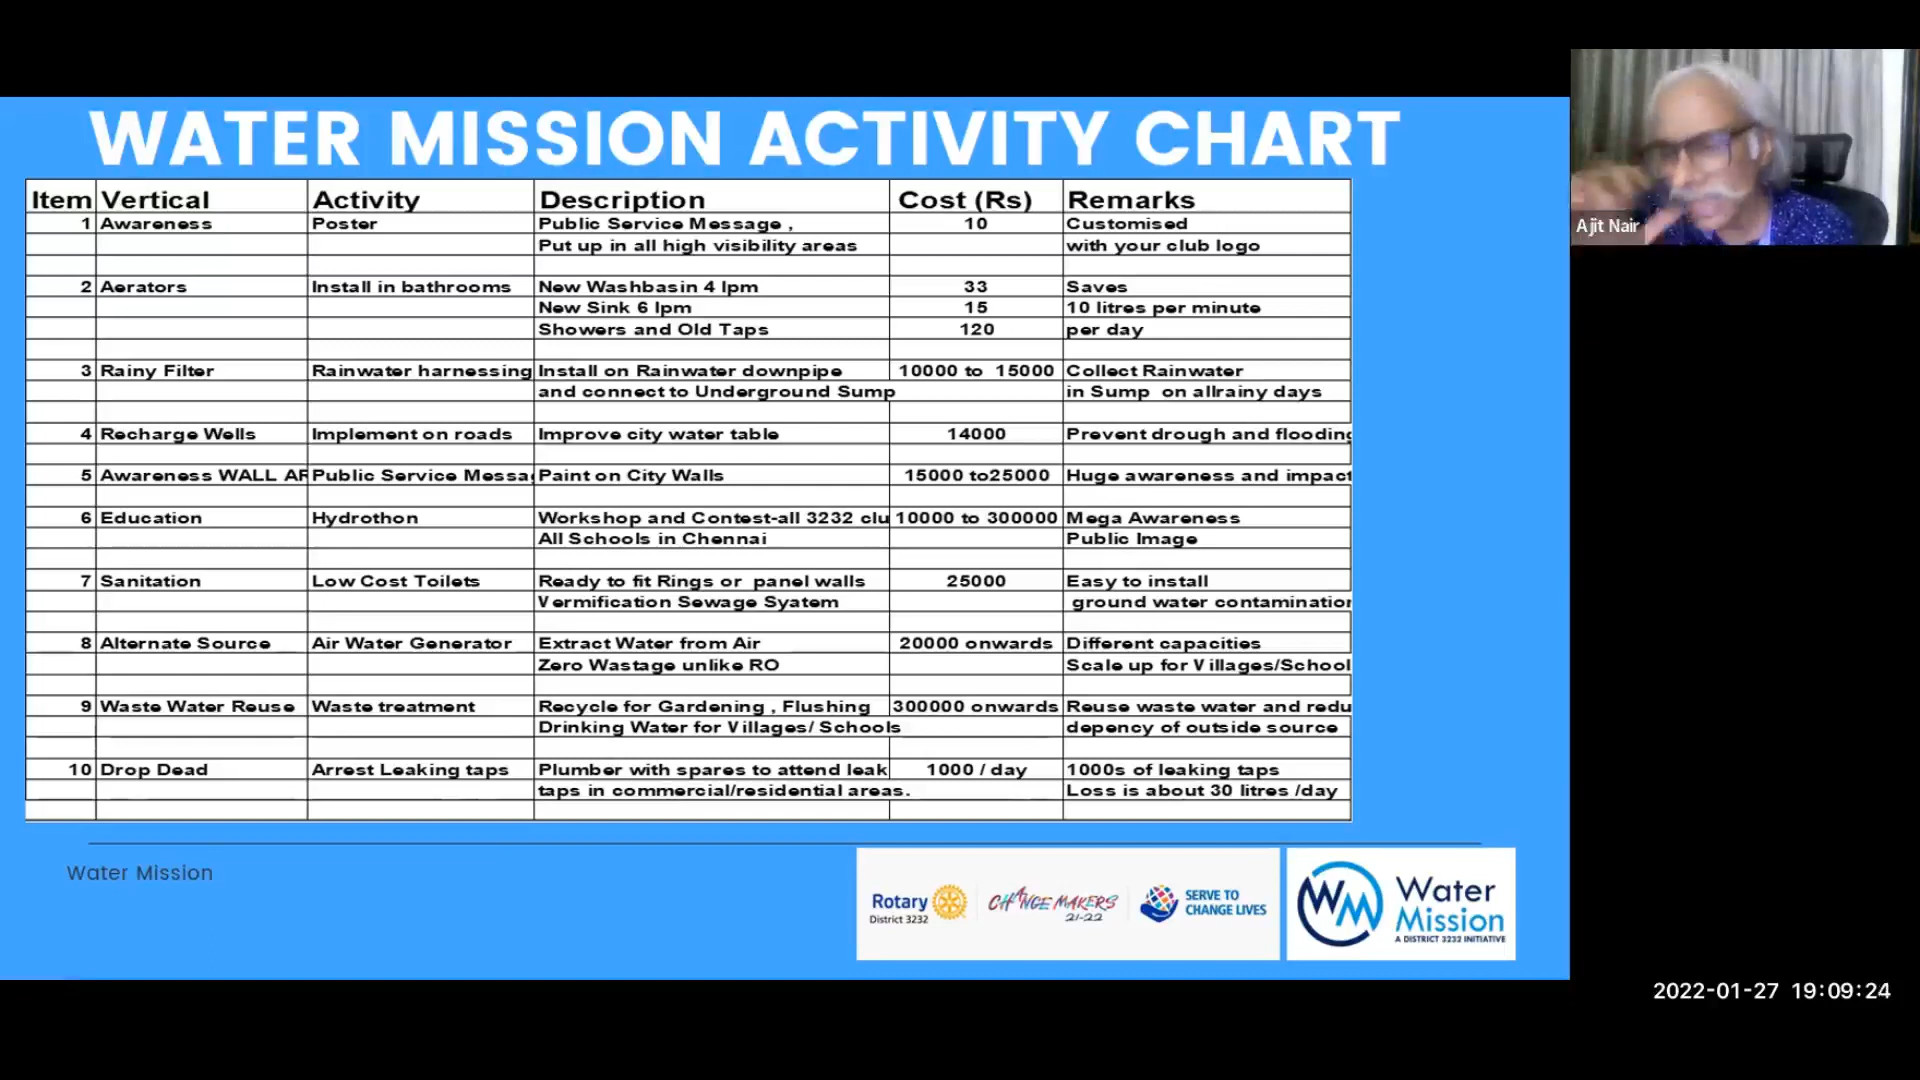 WATER MISSION ACTIVITY CHART
Item Vertical Activity Description Cost (Rs) Remarks
1 Awareness Poster Public Service Message , 10 Customised
Put up in all high visibility areas with your club logo
2 Aerators Install in bathrooms New Washbasin 4 lpm 33 Saves
New Sink 6 lpm 15 10 litres per minute
Showers and Old Taps 120 per day
3 Rainy Filter Rainwater harnessing Install on Rainwater downpipe 10000 to 15000 Collect Rainwater
and connect to Underground Sump in Sump on allrainy days
4 Recharge Wells Implement on roads Improve city water table 14000 Prevent drough and flooding
5 Awareness WALL AR Public Service Messag Paint on City Walls 15000 to25000 Huge awareness and impact
6 Education Hydrothon Workshop and Contest-all 3232 clu 10000 to 300000 Mega Awareness
All Schools in Chennai Public Image
7 Sanitation Low Cost Toilets Ready to fit Rings or panel walls 25000 Easy to install
Vermification Sewage Syatem ground water contamination
8 Alternate Source Air Water Generator Extract Water from Air 20000 onwards Different capacities
Zero Wastage unlike RO Scale up for Villages/School
9 Waste Water Reuse Waste treatment Recycle for Gardening , Flushing 300000 onwards Reuse waste water and redu
Drinking Water for Villages/ Schools depency of outside source
10 Drop Dead Arrest Leaking taps Plumber with spares to attend leak 1000 / day 1000s of leaking taps
taps in commercial/residential areas. Loss is about 30 litres /day
Water Mission
Rotary
District 3232
CHANGE MAKERS
21-22
SERVE TO
CHANGE LIVES
WM
Water
Mission
A DISTRICT 3232 INITIATIVE
Ajit Nair
2022-01-27 19:09:24